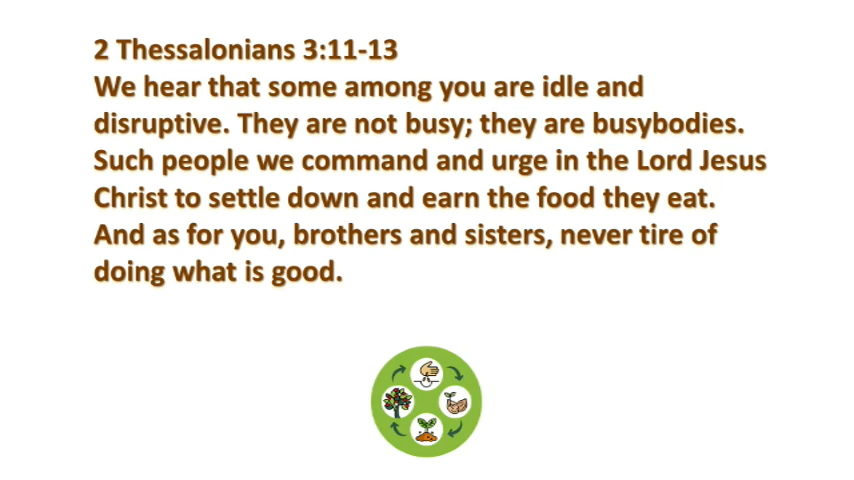 2 Thessalonians 3:11-13
We hear that some among you are idle and
disruptive. They are not busy; they are busybodies.
Such people we command and urge in the Lord Jesus
Christ to settle down and earn the food they eat.
And as for you, brothers and sisters, never tire of
doing what is good.